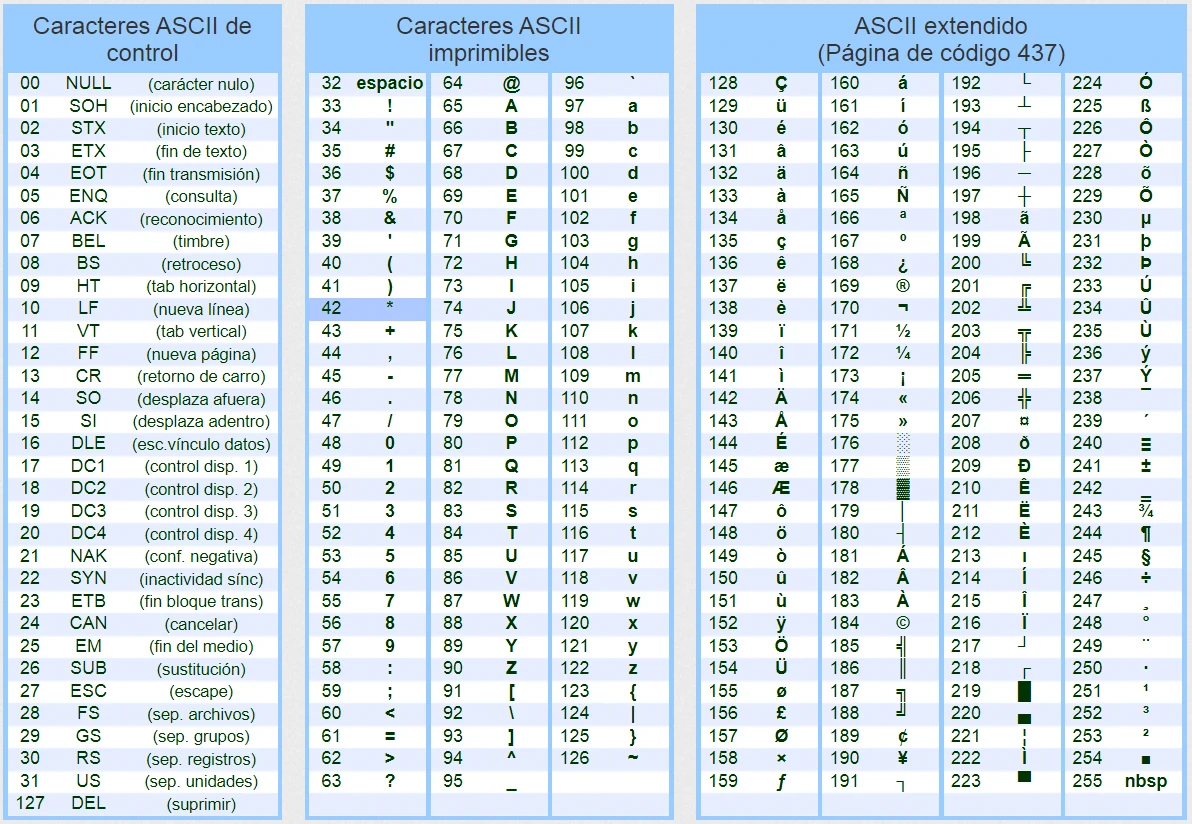 Caracteres ASCII de
control
00 NULL (carácter nulo)
01 SOH (inicio encabezado)
02 STX (inicio texto)
03 ETX (fin de texto)
04 EOT (fin transmisión)
05 ENQ (consulta)
06 ACK (reconocimiento)
07 BEL (timbre)
08 BS (retroceso)
09 HT (tab horizontal)
10 LF (nueva línea)
11 VT (tab vertical)
12 FF (nueva página)
13 CR (retorno de carro)
14 SO (desplaza afuera)
15 SI (desplaza adentro)
16 DLE (esc.vínculo datos)
17 DC1 (control disp. 1)
18 DC2 (control disp. 2)
19 DC3 (control disp. 3)
20 DC4 (control disp. 4)
21 NAK (conf. negativa)
22 SYN (inactividad sínc)
23 ETB (fin bloque trans)
24 CAN (cancelar)
25 EM (fin del medio)
26 SUB (sustitución)
27 ESC (escape)
28 FS (sep. archivos)
29 GS (sep. grupos)
30 RS (sep. registros)
31 US (sep. unidades)
127 DEL (suprimir)
Caracteres ASCII
imprimibles
32 espacio 64 @ 96 `
33 ! 65 A 97 a
34 " 66 B 98 b
35 # 67 C 99 c
36 $ 68 D 100 d
37 % 69 E 101 e
38 & 70 F 102 f
39 ' 71 G 103 g
40 ( 72 H 104 h
41 ) 73 I 105 i
42 * 74 J 106 j
43 + 75 K 107 k
44 , 76 L 108 l
45 - 77 M 109 m
46 . 78 N 110 n
47 / 79 O 111 o
48 0 80 P 112 p
49 1 81 Q 113 q
50 2 82 R 114 r
51 3 83 S 115 s
52 4 84 T 116 t
53 5 85 U 117 u
54 6 86 V 118 v
55 7 87 W 119 w
56 8 88 X 120 x
57 9 89 Y 121 y
58 : 90 Z 122 z
59 ; 91 [ 123 {
60 < 92 \ 124 |
61 = 93 ] 125 }
62 > 94 ^ 126 ~
63 ? 95 _
ASCII extendido
(Página de código 437)
128 Ç 160 á 192 └ 224 Ó
129 ü 161 í 193 ┴ 225 ß
130 é 162 ó 194 ┬ 226 Ô
131 â 163 ú 195 ├ 227 Ò
132 ä 164 ñ 196 ─ 228 õ
133 à 165 Ñ 197 ┼ 229 Õ
134 å 166 ª 198 ã 230 µ
135 ç 167 º 199 Ã 231 þ
136 ê 168 ¿ 200 ╚ 232 Þ
137 ë 169 ® 201 ╔ 233 Ú
138 è 170 ¬ 202 ╩ 234 Û
139 ï 171 ½ 203 ╦ 235 Ù
140 î 172 ¼ 204 ╠ 236 ý
141 ì 173 ¡ 205 ═ 237 Ý
142 Ä 174 « 206 ╬ 238 ¯
143 Å 175 » 207 ¤ 239 ´
144 É 176 ░ 208 ð 240 ≡
145 æ 177 ▒ 209 Ð 241 ±
146 Æ 178 ▓ 210 Ê 242 ‗
147 ô 179 │ 211 Ë 243 ¾
148 ö 180 ┤ 212 È 244 ¶
149 ò 181 Á 213 ı 245 §
150 û 182 Â 214 Í 246 ÷
151 ù 183 À 215 Î 247 ¸
152 ÿ 184 © 216 Ï 248 °
153 Ö 185 ╣ 217 ┘ 249 ¨
154 Ü 186 ║ 218 ┌ 250 ·
155 ø 187 ╗ 219 █ 251 ¹
156 £ 188 ╝ 220 ▄ 252 ³
157 Ø 189 ¢ 221 ¦ 253 ²
158 × 190 ¥ 222 Ì 254 ■
159 ƒ 191 ┐ 223 ▀ 255 nbsp